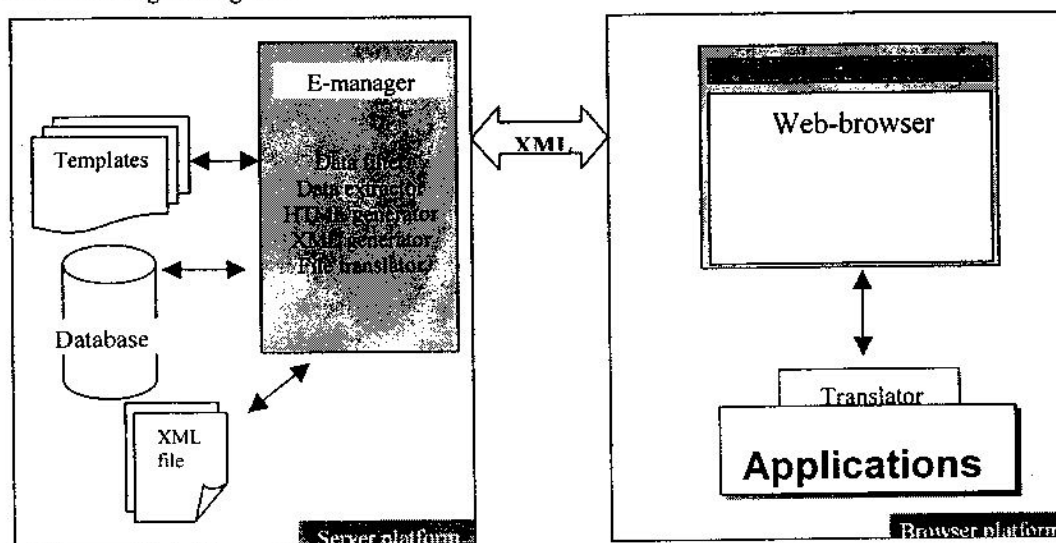 E-manager
Data filter
Data extractor
HTML generator
XML generator
File translator
Templates
Database
XML
file
Server platform
XML
Web-browser
Translator
Applications
Browser platform